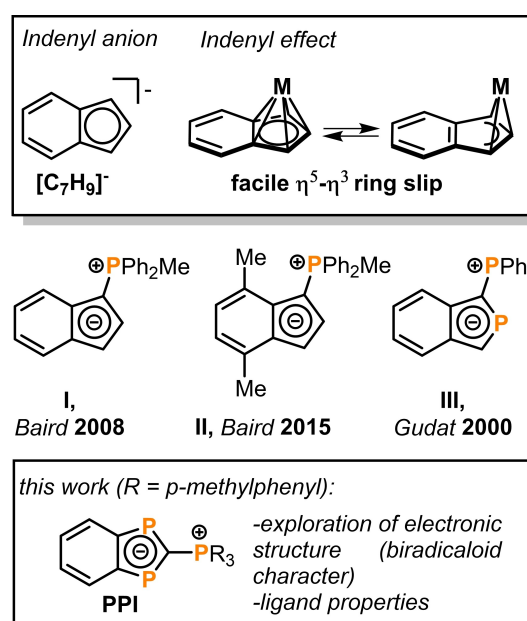 Indenyl anion Indenyl effect
-
M M
[C7H9]-
facile η5-η3 ring slip
⊕
PPh2Me
Me ⊕
PPh2Me
⊕
PPh
⊖ ⊖ ⊖ P
Me
I, II, Baird 2015 III,
Baird 2008 Gudat 2000
this work (R = p-methylphenyl):
P ⊕
⊖ PR3
P
PPI
-exploration of electronic
structure (biradicaloid
character)
-ligand properties